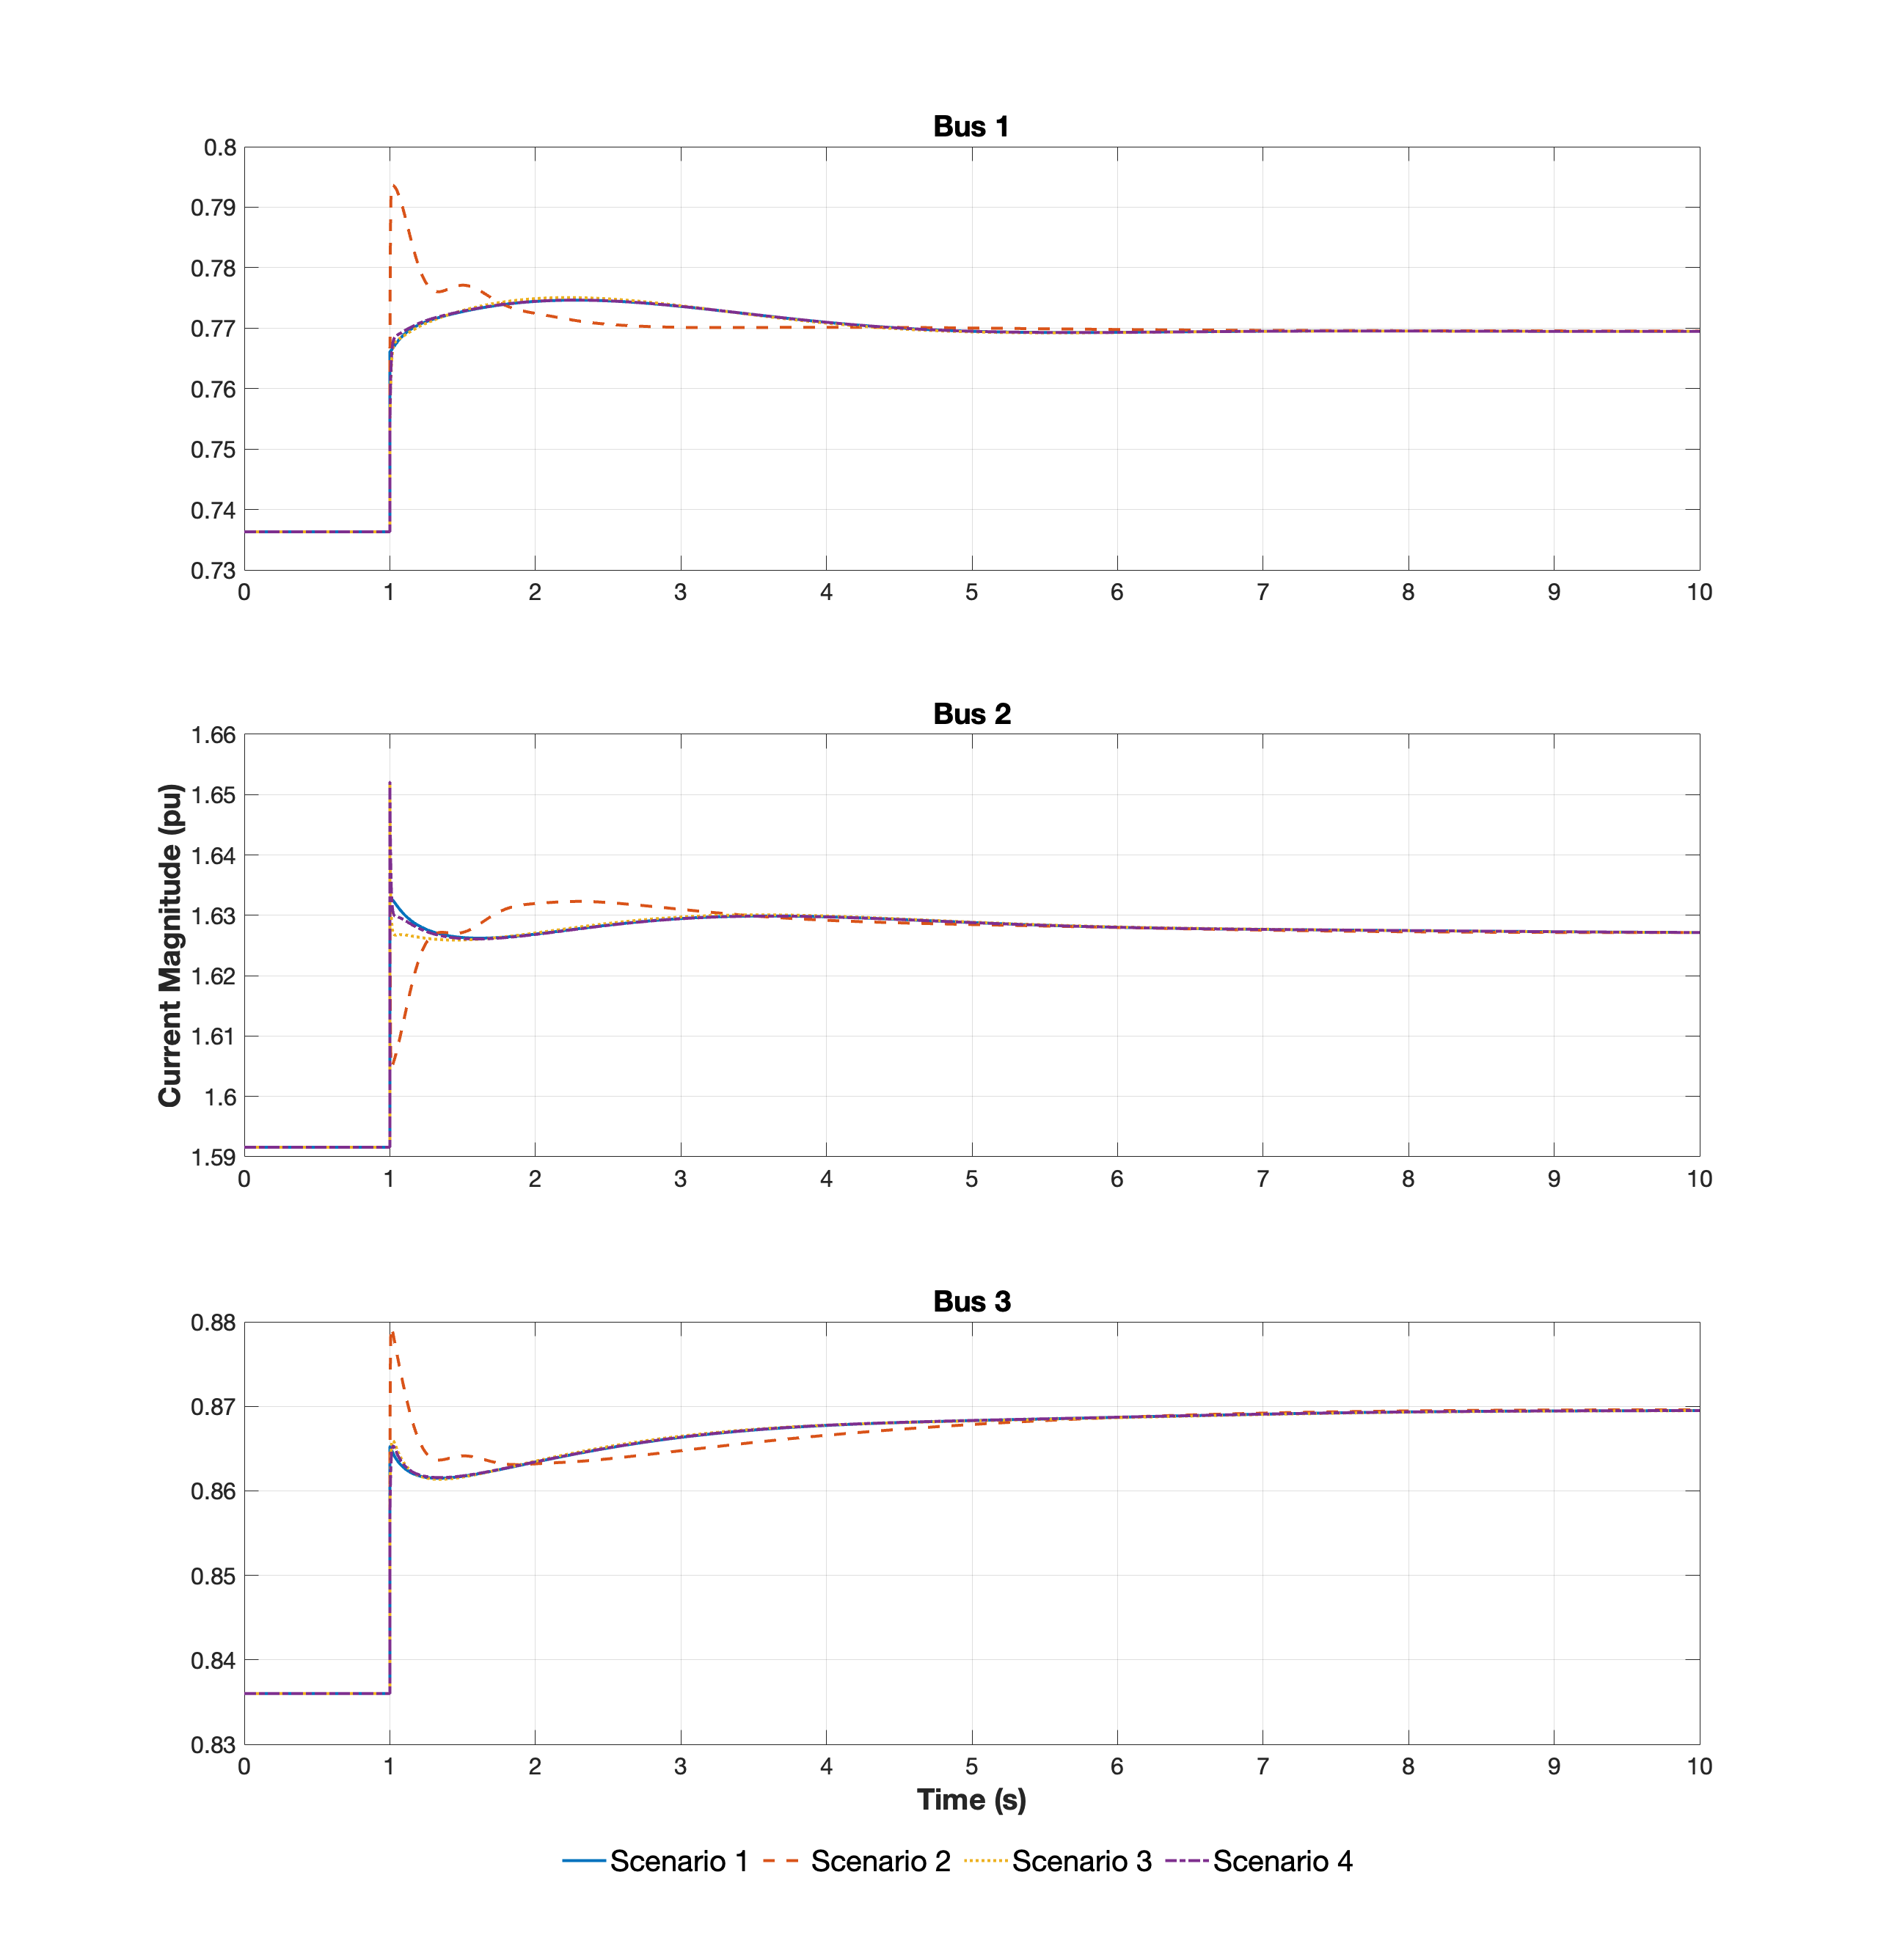 Bus 1
0.8
0.79
0.78
0.77
0.76
0.75
0.74
0.73
0 1 2 3 4 5 6 7 8 9 10
Bus 2
Current Magnitude (pu)
1.66
1.65
1.64
1.63
1.62
1.61
1.6
1.59
0 1 2 3 4 5 6 7 8 9 10
Bus 3
0.88
0.87
0.86
0.85
0.84
0.83
0 1 2 3 4 5 6 7 8 9 10
Time (s)
Scenario 1 Scenario 2 Scenario 3 Scenario 4